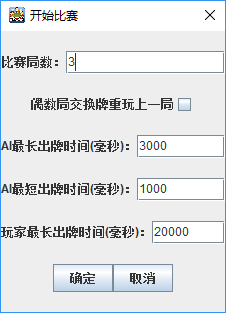 开始比赛
比赛局数：3
偶数局交换牌重玩上一局
AI最长出牌时间(毫秒)：3000
AI最短出牌时间(毫秒)：1000
玩家最长出牌时间(毫秒)：20000
确定 取消